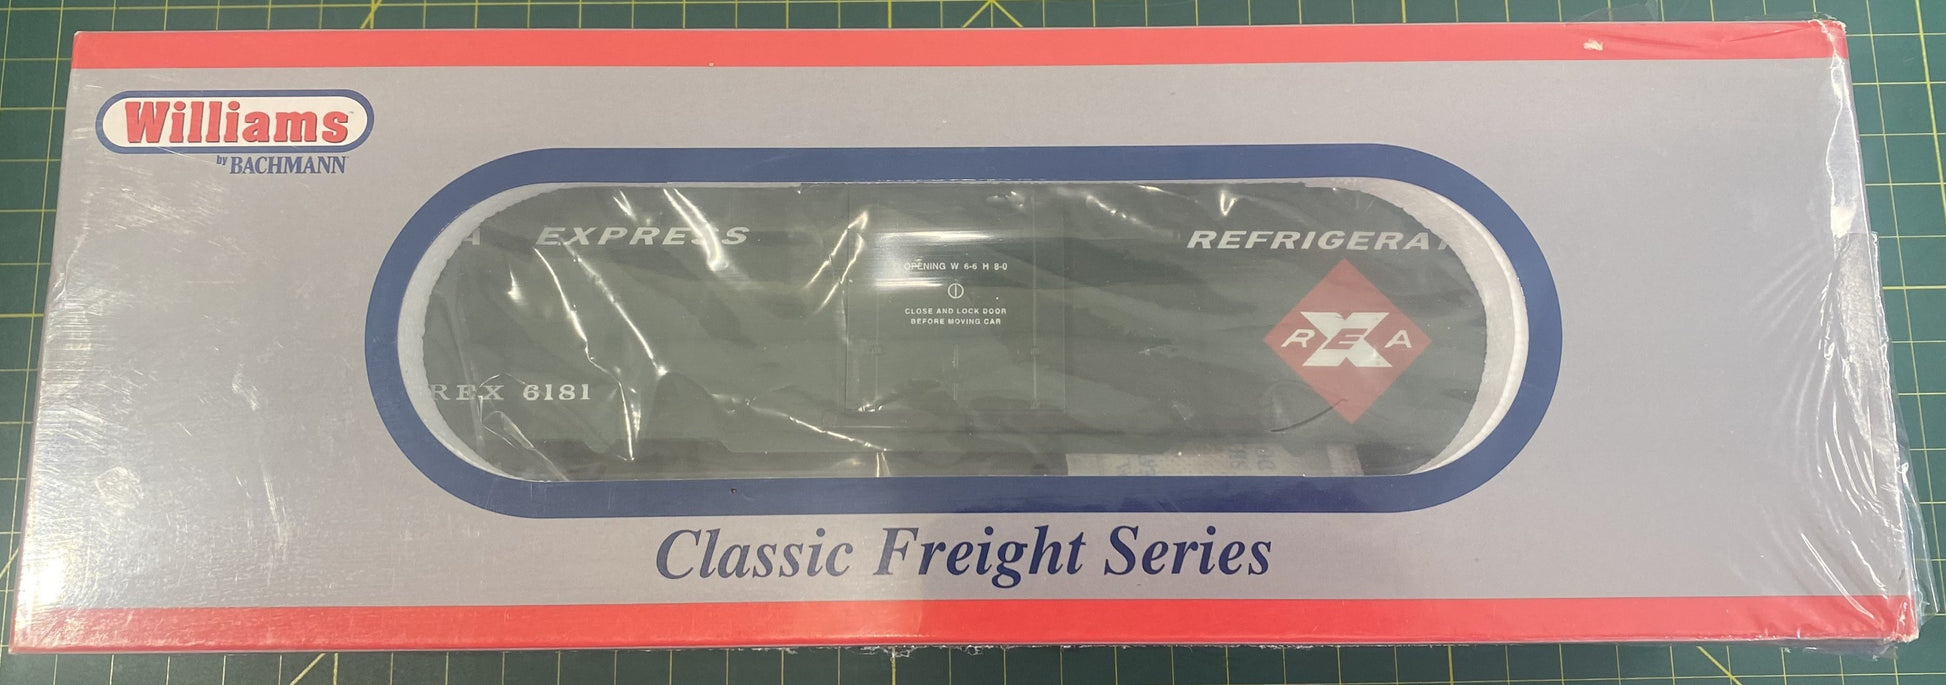 Williams
by BACHMANN
A EXPRESS
REFRIGERAT
OPENING W 6-6 H 8-0
CLOSE AND LOCK DOOR
BEFORE MOVING CAR
R E A
X
REX 6181
Classic Freight Series